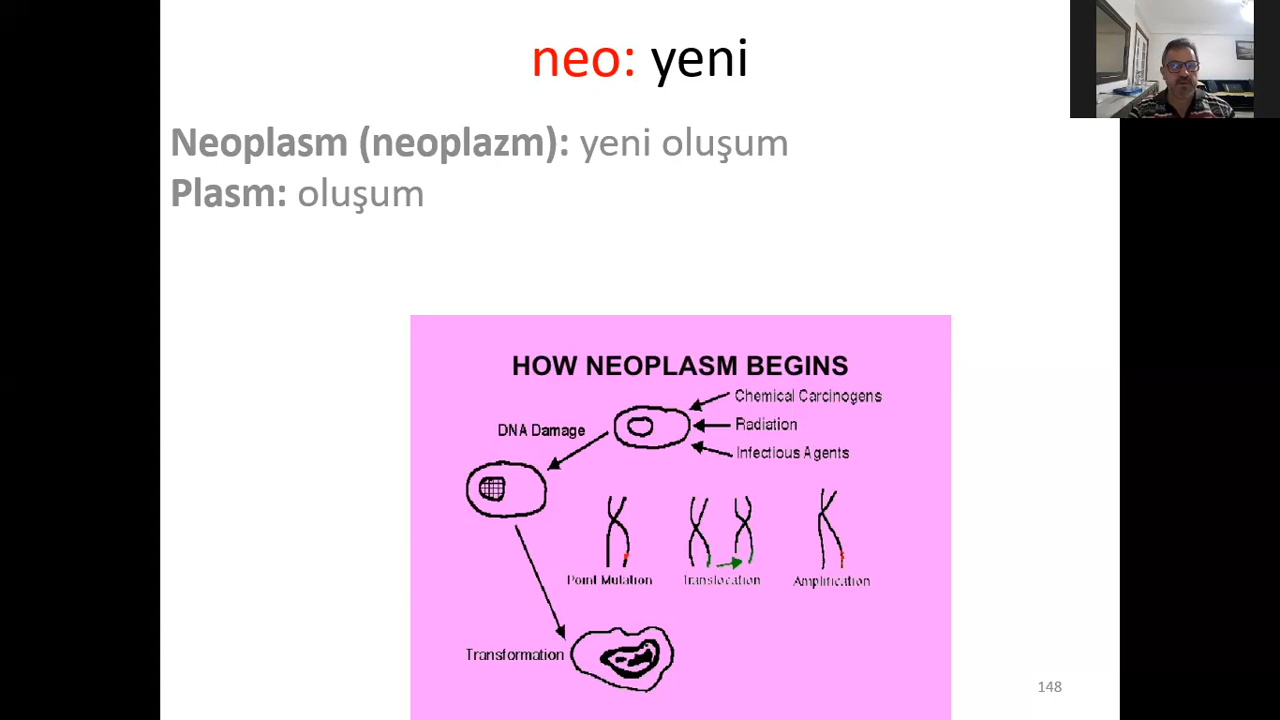 neo: yeni
Neoplasm (neoplazm): yeni oluşum
Plasm: oluşum
HOW NEOPLASM BEGINS
Chemical Carcinogens
DNA Damage
Radiation
Infectious Agents
Point Mutation
Translocation
Amplification
Transformation
148